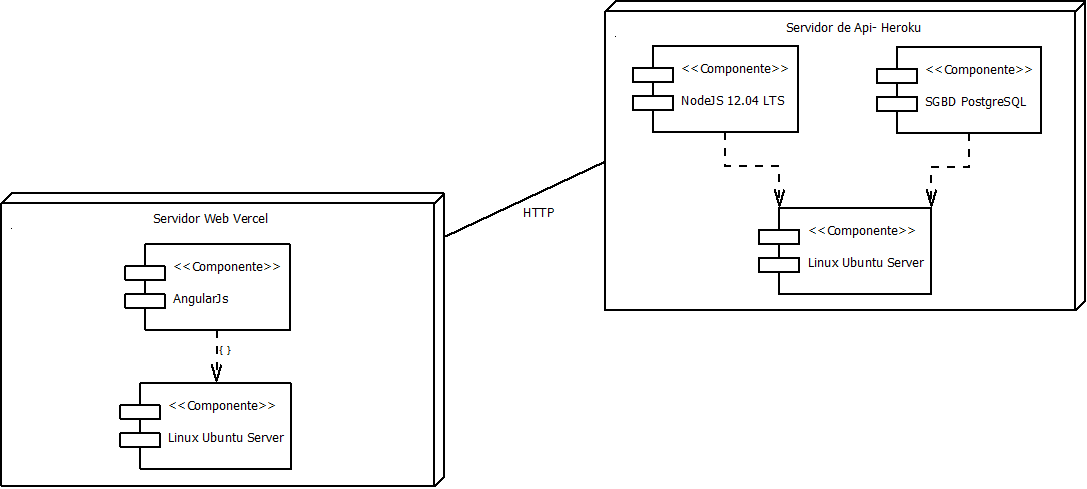 Servidor de Api- Heroku
<<Componente>>
NodeJS 12.04 LTS
<<Componente>>
SGBD PostgreSQL
<<Componente>>
Linux Ubuntu Server
HTTP
Servidor Web Vercel
<<Componente>>
AngularJs
{ }
<<Componente>>
Linux Ubuntu Server